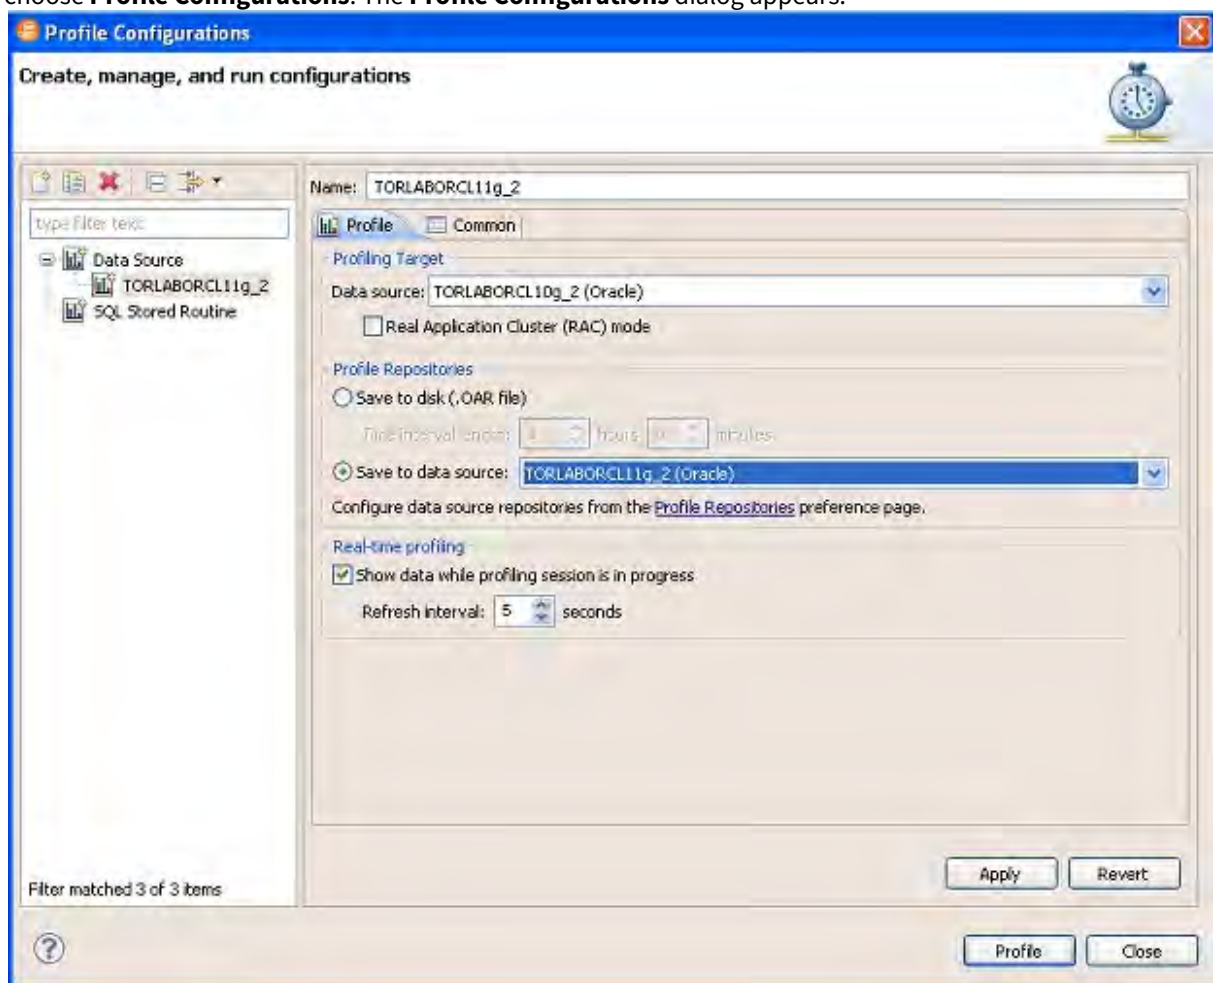 choose Profile Configurations. The Profile Configurations dialog appears.
Profile Configurations
Create, manage, and run configurations
type filter text
Data Source
TORLABORCL11g_2
SQL Stored Routine
Filter matched 3 of 3 items
Name: TORLABORCL11g_2
Profile Common
Profiling Target
Data source: TORLABORCL10g_2 (Oracle)
Real Application Cluster (RAC) mode
Profile Repositories
Save to disk (.OAR file)
hours minutes
Save to data source: TORLABORCL11g_2 (Oracle)
Configure data source repositories from the Profile Repositories preference page.
Real-time profiling
Show data while profiling session is in progress
Refresh interval: 5 seconds
Apply Revert
Profile Close